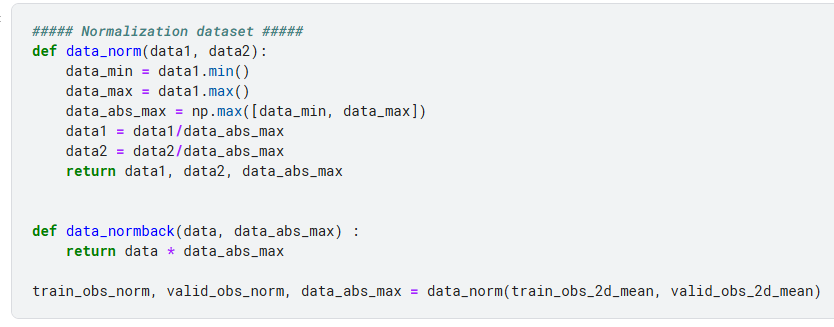 ##### Normalization dataset #####
def data_norm(data1, data2):
    data_min = data1.min()
    data_max = data1.max()
    data_abs_max = np.max([data_min, data_max])
    data1 = data1/data_abs_max
    data2 = data2/data_abs_max
    return data1, data2, data_abs_max
def data_normback(data, data_abs_max) :
    return data * data_abs_max
train_obs_norm, valid_obs_norm, data_abs_max = data_norm(train_obs_2d_mean, valid_obs_2d_mean)